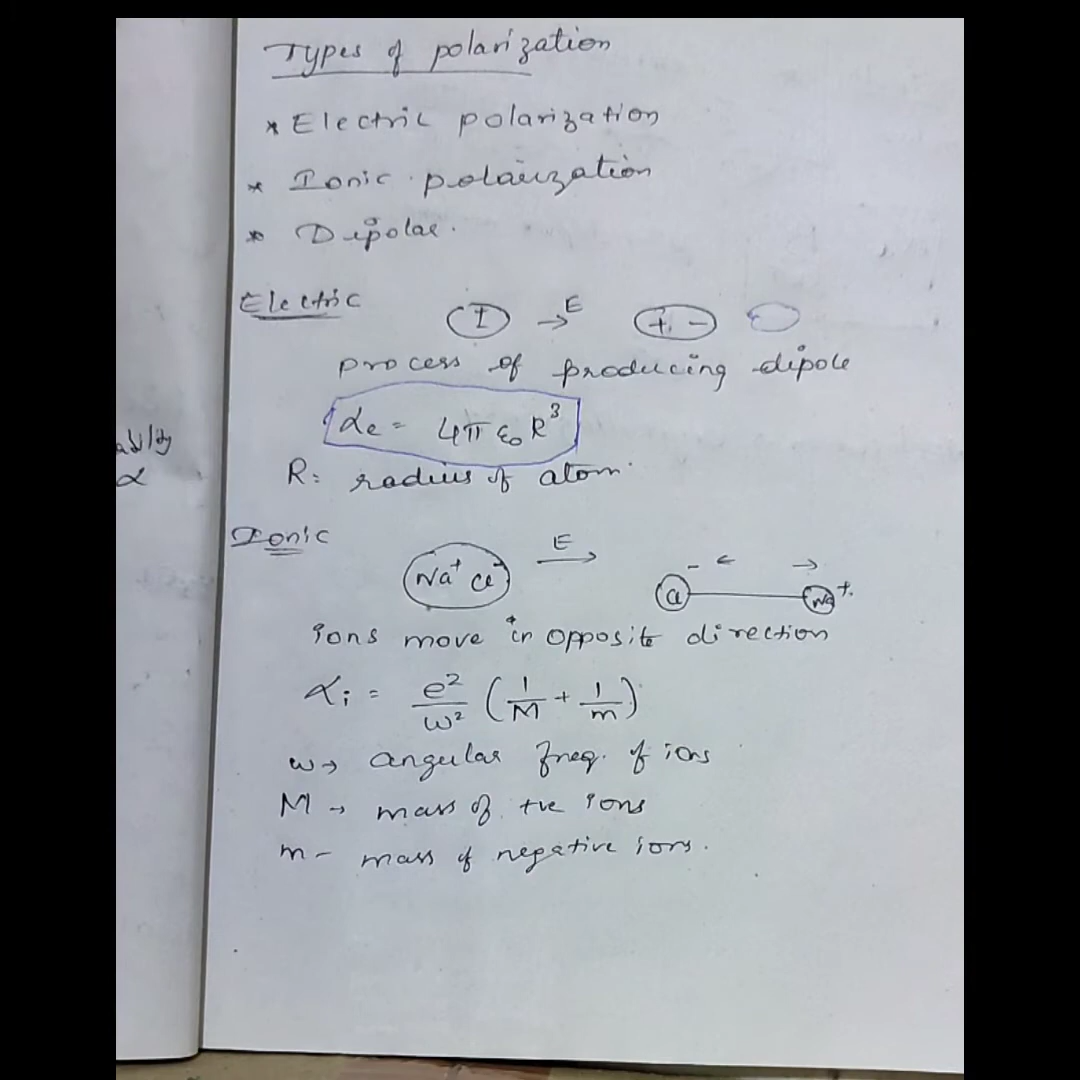 Types of polarization
* Electric polarization
* Ionic polarization
* Dipolar.
Electric
I → E + -
process of producing dipole
αe = 4π ε₀ R³
α
R: radius of atom.
Ionic
Na⁺ Cl⁻ E → - ← → Cl Na +.
ions move in opposite direction
αi = e²/ω² (1/M + 1/m)
ω → angular freq. of ions
M → mass of +ve ions
m - mass of negative ions.